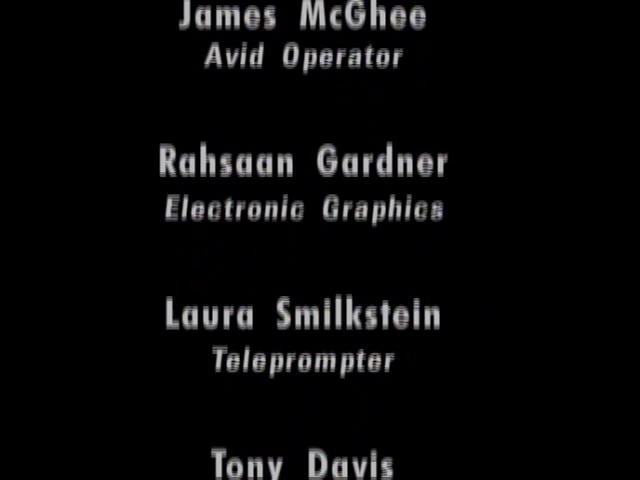 James McGhee
Avid Operator
Rahsaan Gardner
Electronic Graphics
Laura Smilkstein
Teleprompter
Tony Davis